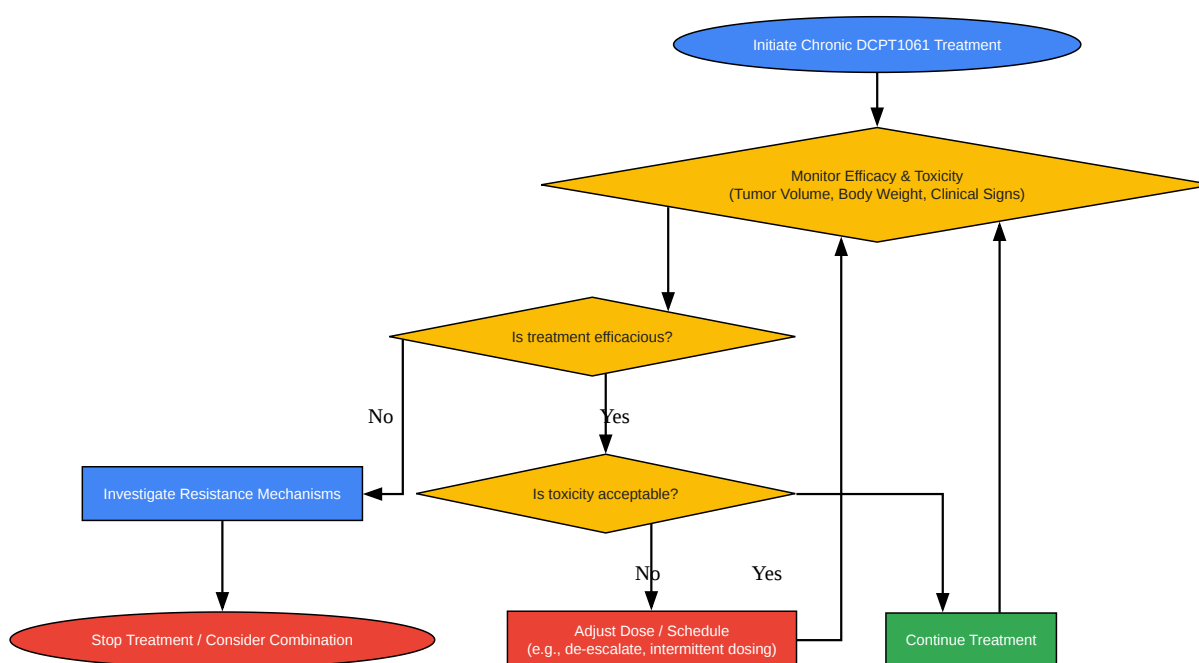 Initiate Chronic DCPT1061 Treatment
Monitor Efficacy & Toxicity
(Tumor Volume, Body Weight, Clinical Signs)
Is treatment efficacious?
No
Yes
Investigate Resistance Mechanisms
Is toxicity acceptable?
No
Yes
Stop Treatment / Consider Combination
Adjust Dose / Schedule
(e.g., de-escalate, intermittent dosing)
Continue Treatment